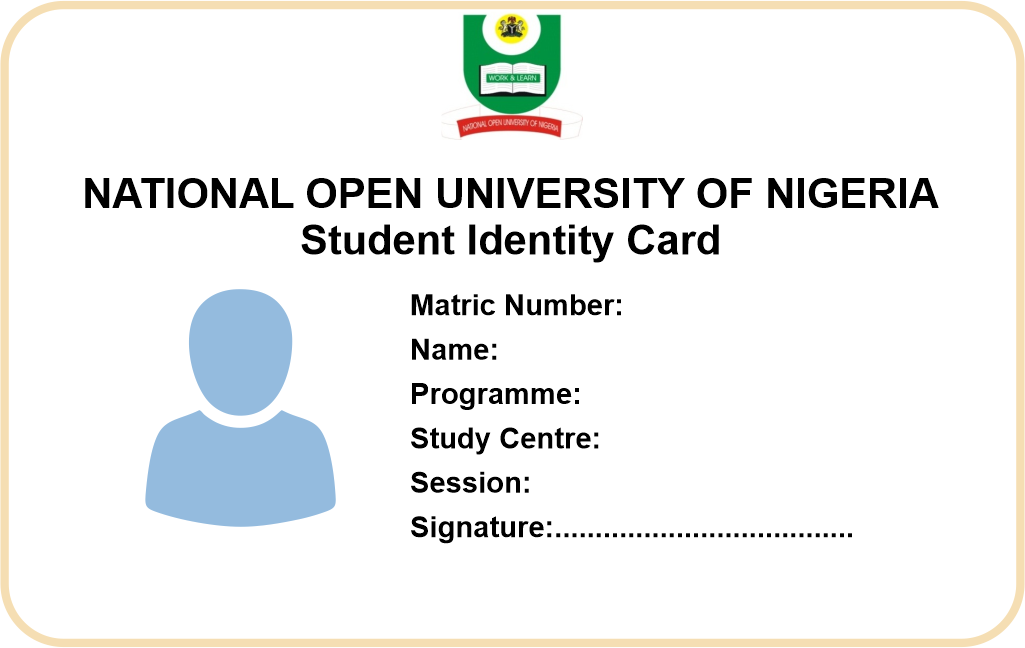 WORK & LEARN
NATIONAL OPEN UNIVERSITY OF NIGERIA
NATIONAL OPEN UNIVERSITY OF NIGERIA
Student Identity Card
Matric Number:
Name:
Programme:
Study Centre:
Session:
Signature:.....................................